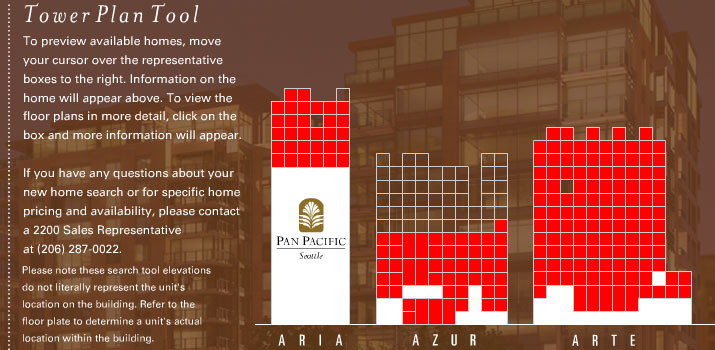 Tower Plan Tool
To preview available homes, move
your cursor over the representative
boxes to the right. Information on the
home will appear above. To view the
floor plans in more detail, click on the
box and more information will appear.
If you have any questions about your
new home search or for specific home
pricing and availability, please contact
a 2200 Sales Representative
at (206) 287-0022.
Please note these search tool elevations
do not literally represent the unit's
location on the building. Refer to the
floor plate to determine a unit's actual
location within the building.
PAN PACIFIC
Seattle
ARIA
AZUR
ARTE